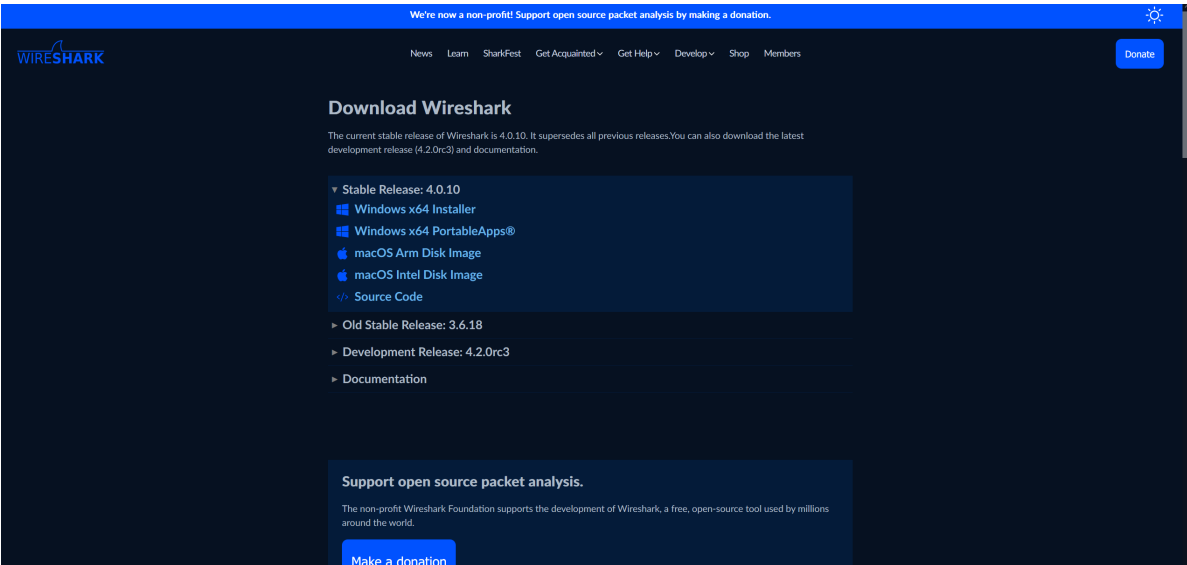 We're now a non-profit! Support open source packet analysis by making a donation.
WIRESHARK
News Learn SharkFest Get Acquainted Get Help Develop Shop Members
Donate
Download Wireshark
The current stable release of Wireshark is 4.0.10. It supersedes all previous releases.You can also download the latest
development release (4.2.0rc3) and documentation.
Stable Release: 4.0.10
Windows x64 Installer
Windows x64 PortableApps®
macOS Arm Disk Image
macOS Intel Disk Image
Source Code
Old Stable Release: 3.6.18
Development Release: 4.2.0rc3
Documentation
Support open source packet analysis.
The non-profit Wireshark Foundation supports the development of Wireshark, a free, open-source tool used by millions
around the world.
Make a donation